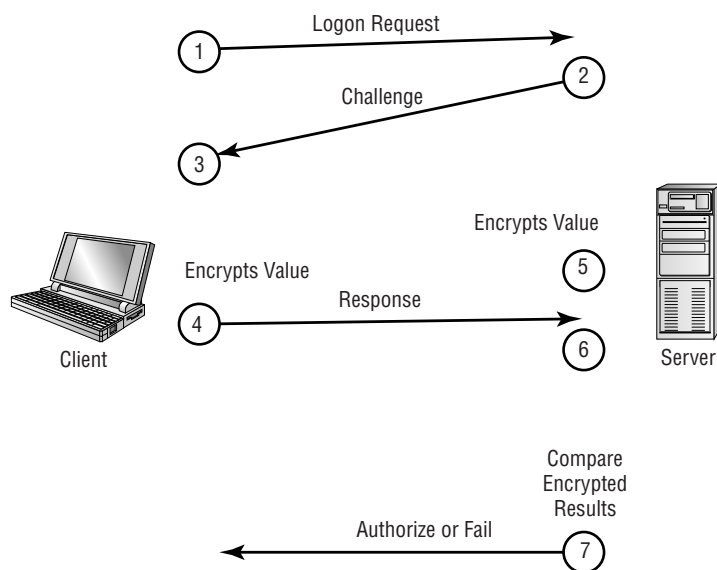 Logon Request
1
2
Challenge
3
Encrypts Value
5
Encrypts Value
4
Response
6
Client
Server
Compare
Encrypted
Results
Authorize or Fail
7